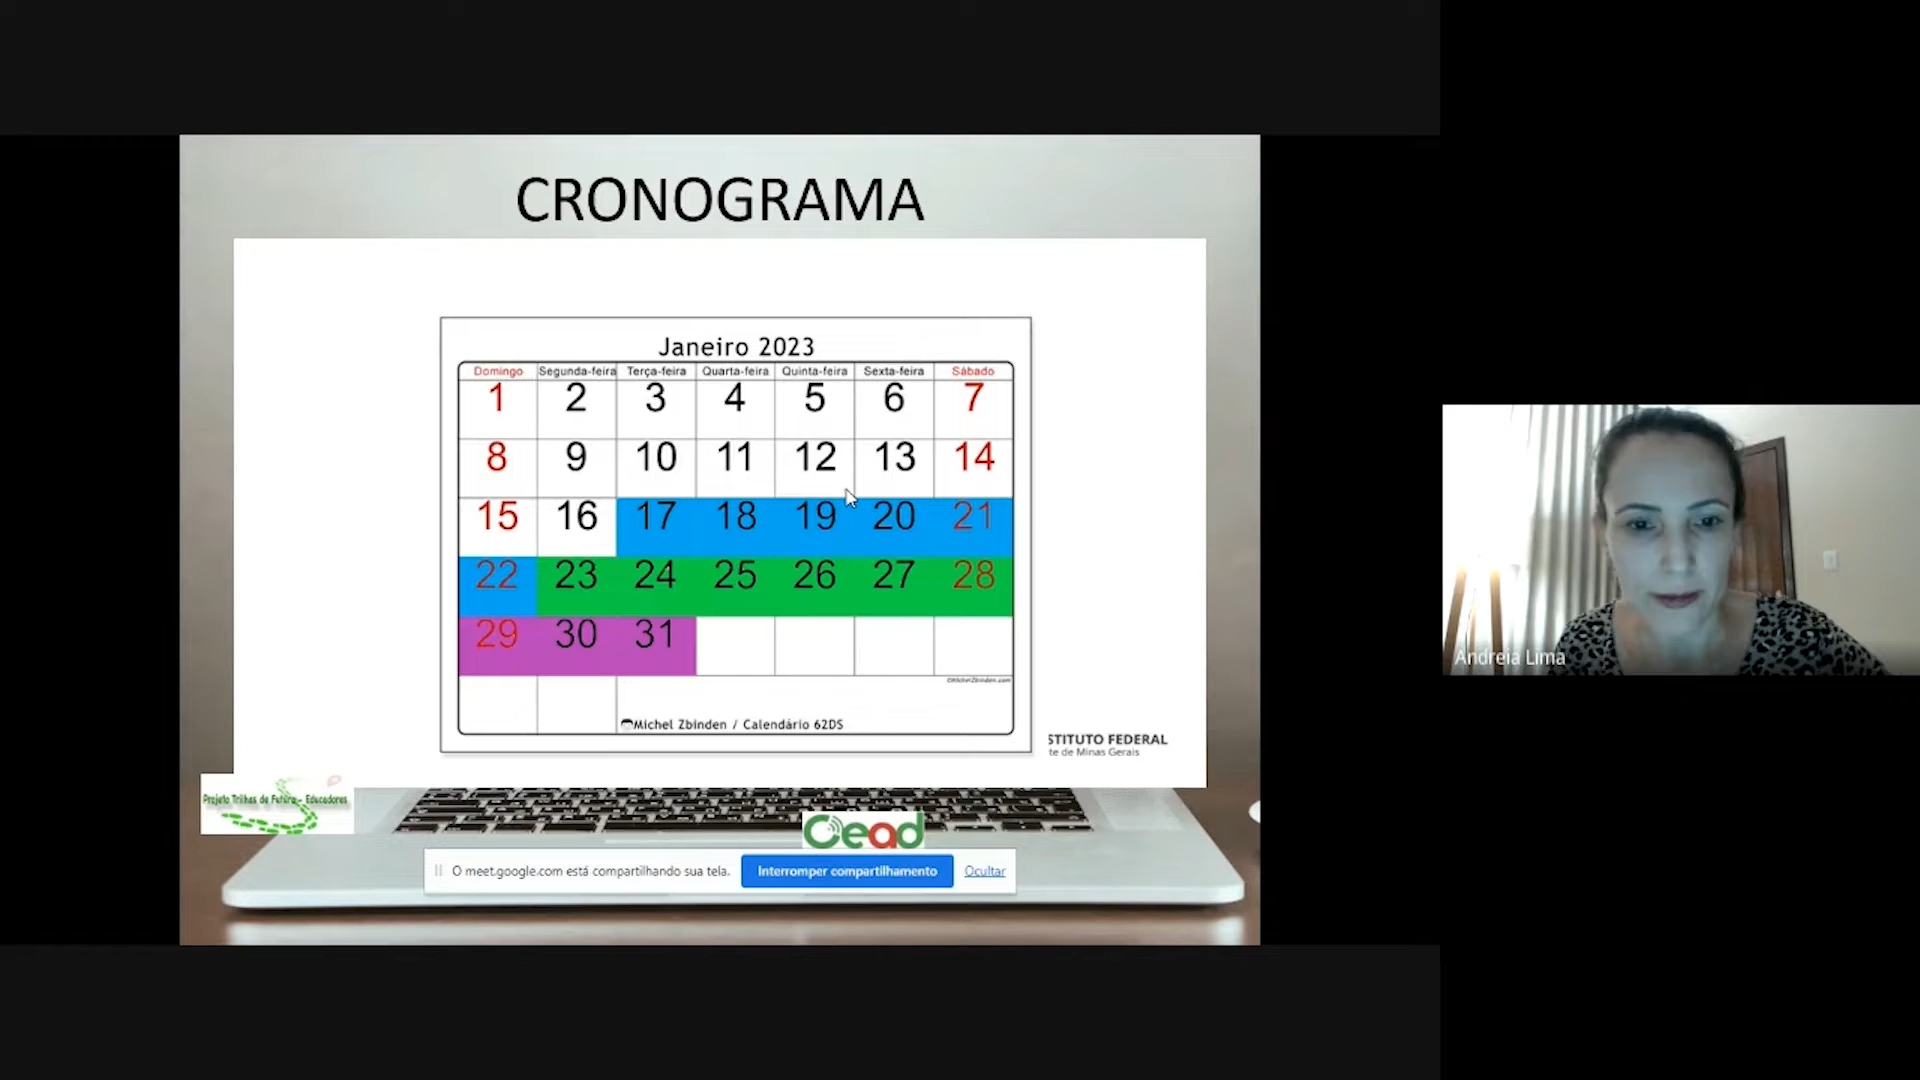 CRONOGRAMA
Janeiro 2023
Domingo Segunda-feira Terça-feira Quarta-feira Quinta-feira Sexta-feira Sábado
1 2 3 4 5 6 7
8 9 10 11 12 13 14
15 16 17 18 19 20 21
22 23 24 25 26 27 28
29 30 31
©MichelZbinden.com
Michel Zbinden / Calendário 62DS
STITUTO FEDERAL
te de Minas Gerais
Projeto Trilhas de Futuro - Educadores
Cead
O meet.google.com está compartilhando sua tela. Interromper compartilhamento Ocultar
Andreia Lima